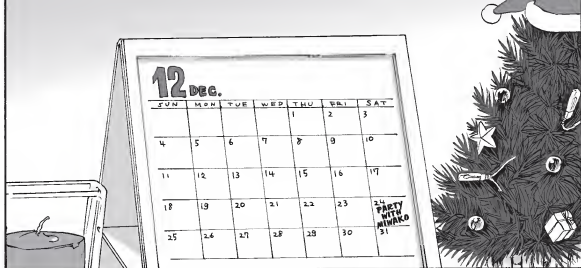 12 DEC.
SUN MON TUE WED THU FRI SAT
1 2 3
4 5 6 7 8 9 10
11 12 13 14 15 16 17
18 19 20 21 22 23 24
PARTY
WITH
MINAKO
25 26 27 28 29 30 31